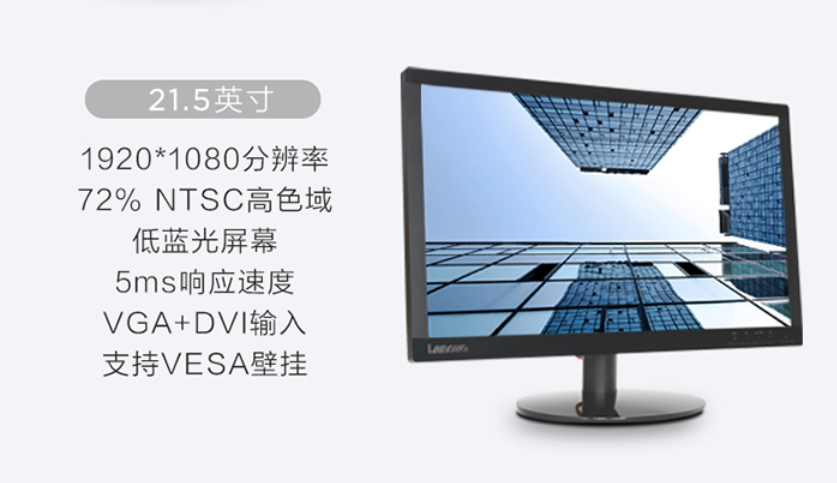 21.5英寸
1920*1080分辨率
72% NTSC高色域
低蓝光屏幕
5ms响应速度
VGA+DVI输入
支持VESA壁挂
Lenovo